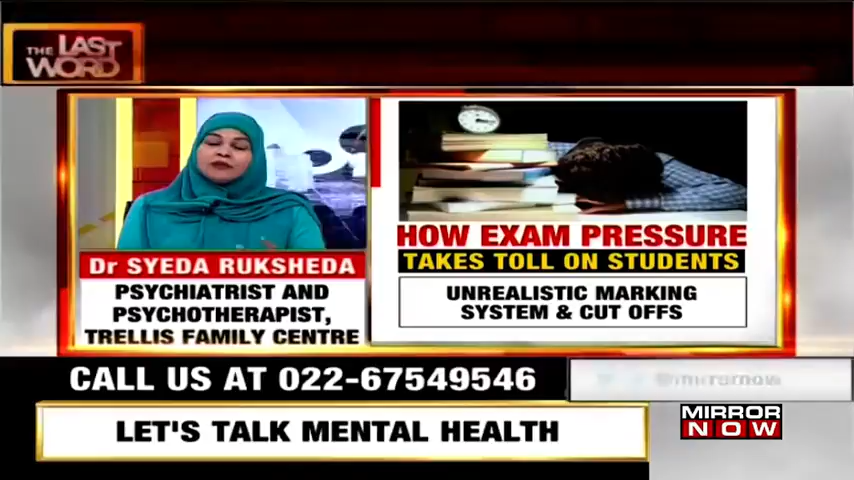 THE LAST
WORD
HOW EXAM PRESSURE
TAKES TOLL ON STUDENTS
UNREALISTIC MARKING
SYSTEM & CUT OFFS
Dr SYEDA RUKSHEDA
PSYCHIATRIST AND
PSYCHOTHERAPIST,
TRELLIS FAMILY CENTRE
CALL US AT 022-67549546
@mirrornow
LET'S TALK MENTAL HEALTH
MIRROR
NOW